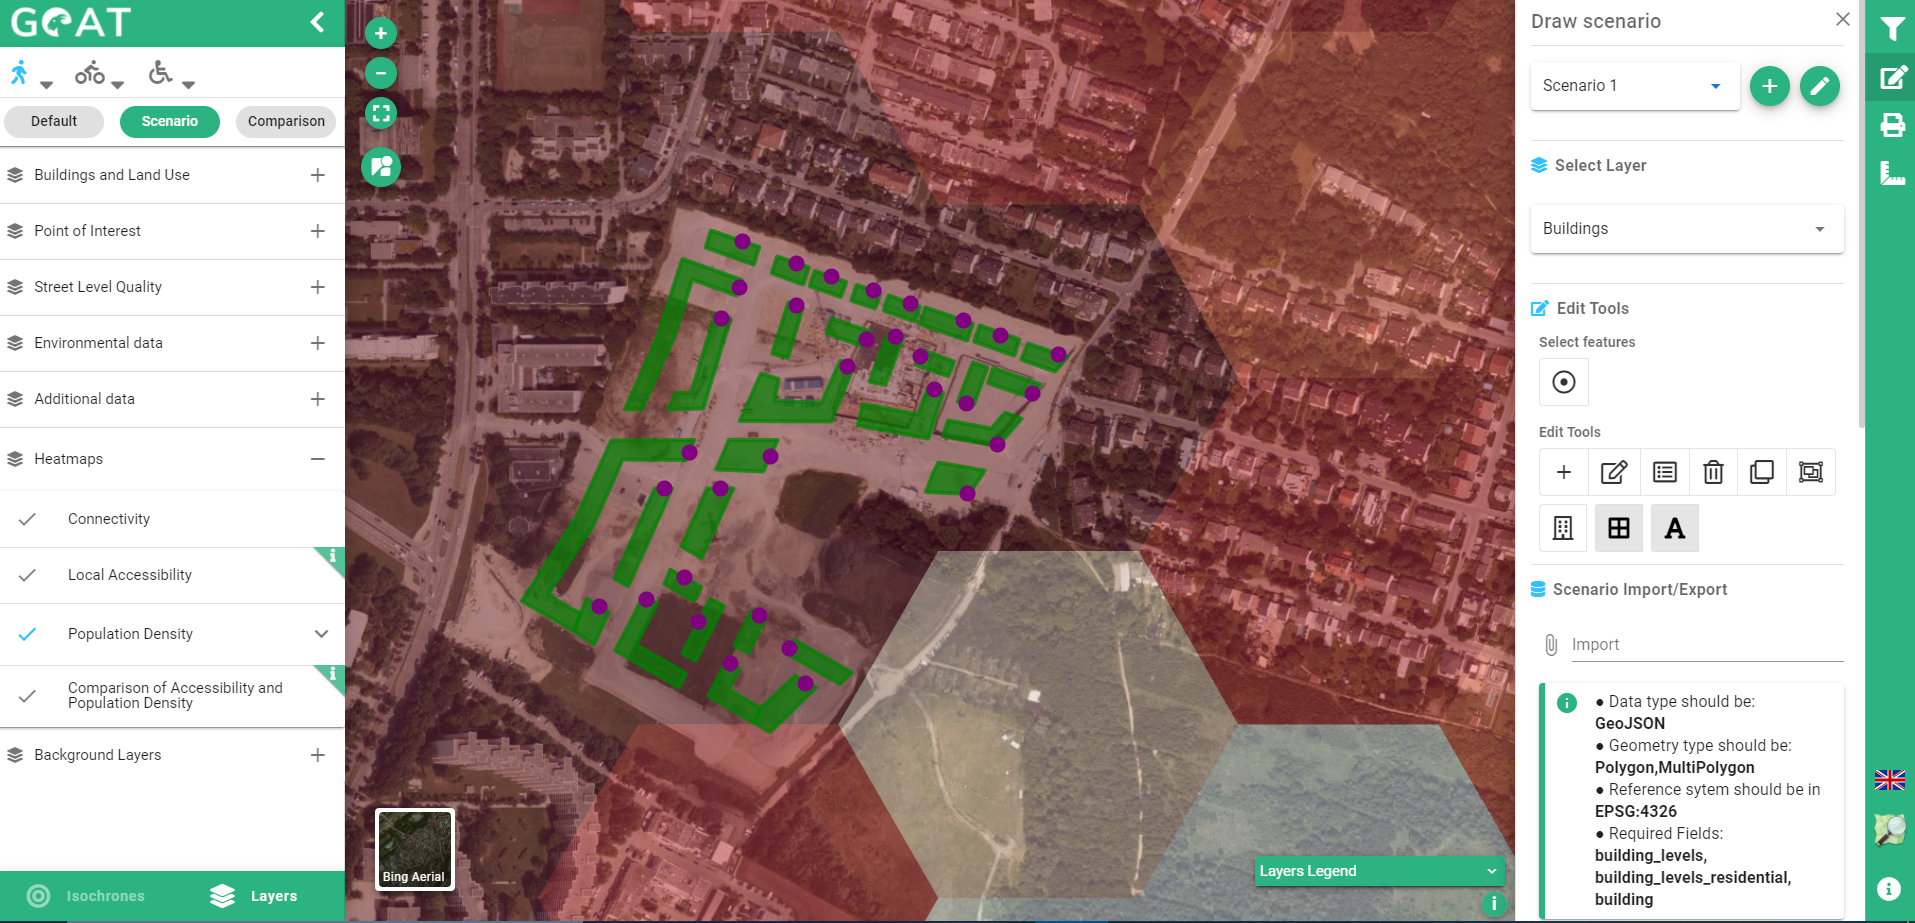 GOAT
Default
Scenario
Comparison
Buildings and Land Use
Point of Interest
Street Level Quality
Environmental data
Additional data
Heatmaps
Connectivity
Local Accessibility
Population Density
Comparison of Accessibility and
Population Density
Background Layers
Isochrones
Layers
Bing Aerial
Layers Legend
Draw scenario
Scenario 1
Select Layer
Buildings
Edit Tools
Select features
Edit Tools
A
Scenario Import/Export
Import
● Data type should be:
GeoJSON
● Geometry type should be:
Polygon,MultiPolygon
● Reference sytem should be in
EPSG:4326
● Required Fields:
building_levels,
building_levels_residential,
building